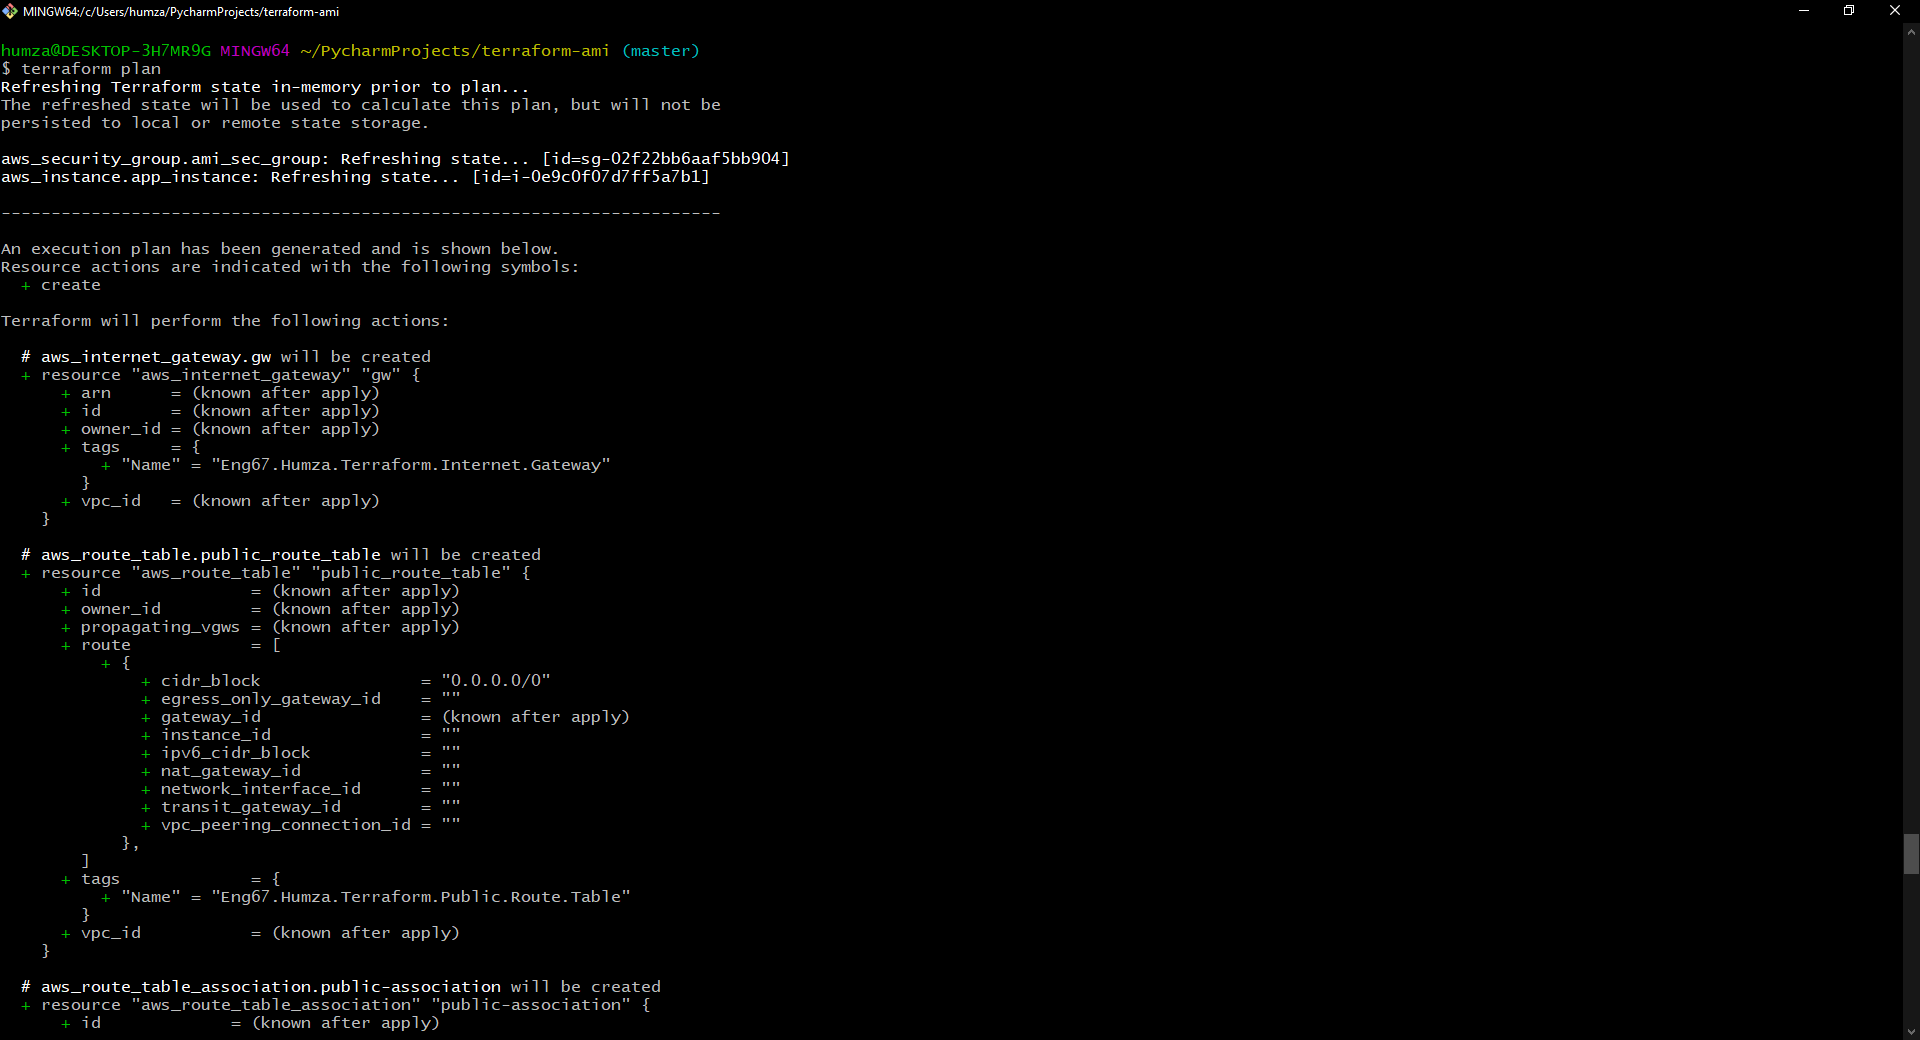 MINGW64:/c/Users/humza/PycharmProjects/terraform-ami
humza@DESKTOP-3H7MR9G MINGW64 ~/PycharmProjects/terraform-ami (master)
$ terraform plan
Refreshing Terraform state in-memory prior to plan...
The refreshed state will be used to calculate this plan, but will not be
persisted to local or remote state storage.

aws_security_group.ami_sec_group: Refreshing state... [id=sg-02f22bb6aaf5bb904]
aws_instance.app_instance: Refreshing state... [id=i-0e9c0f07d7ff5a7b1]

------------------------------------------------------------------------

An execution plan has been generated and is shown below.
Resource actions are indicated with the following symbols:
  + create

Terraform will perform the following actions:

  # aws_internet_gateway.gw will be created
  + resource "aws_internet_gateway" "gw" {
      + arn      = (known after apply)
      + id       = (known after apply)
      + owner_id = (known after apply)
      + tags     = {
          + "Name" = "Eng67.Humza.Terraform.Internet.Gateway"
        }
      + vpc_id   = (known after apply)
    }

  # aws_route_table.public_route_table will be created
  + resource "aws_route_table" "public_route_table" {
      + id               = (known after apply)
      + owner_id         = (known after apply)
      + propagating_vgws = (known after apply)
      + route            = [
          + {
              + cidr_block                = "0.0.0.0/0"
              + egress_only_gateway_id    = ""
              + gateway_id                = (known after apply)
              + instance_id               = ""
              + ipv6_cidr_block           = ""
              + nat_gateway_id            = ""
              + network_interface_id      = ""
              + transit_gateway_id        = ""
              + vpc_peering_connection_id = ""
            },
        ]
      + tags             = {
          + "Name" = "Eng67.Humza.Terraform.Public.Route.Table"
        }
      + vpc_id           = (known after apply)
    }

  # aws_route_table_association.public-association will be created
  + resource "aws_route_table_association" "public-association" {
      + id             = (known after apply)